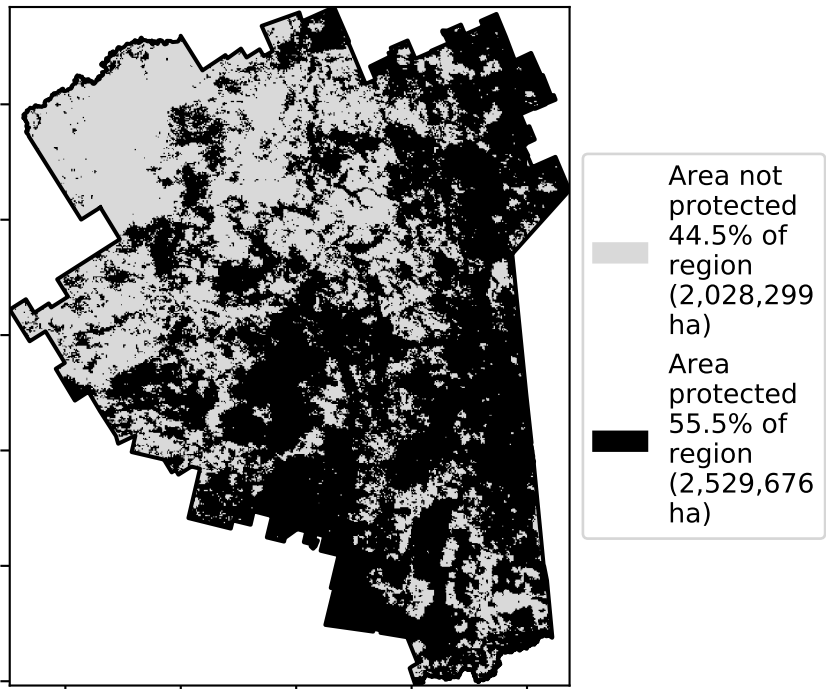 Area not
protected
44.5% of
region
(2,028,299
ha)
Area
protected
55.5% of
region
(2,529,676
ha)